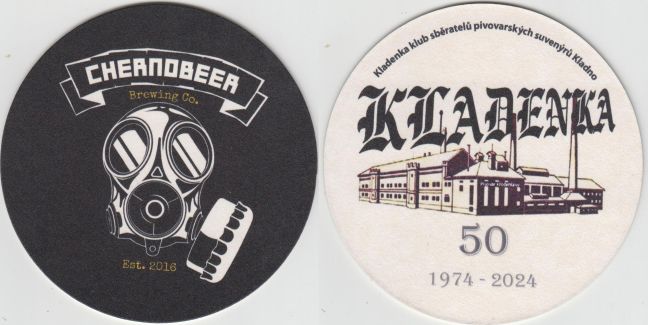 CHERNOBEER
Brewing Co.
Est. 2016
Kladenka klub sběratelů pivovarských suvenýrů Kladno
KLADENKA
50
1974 - 2024